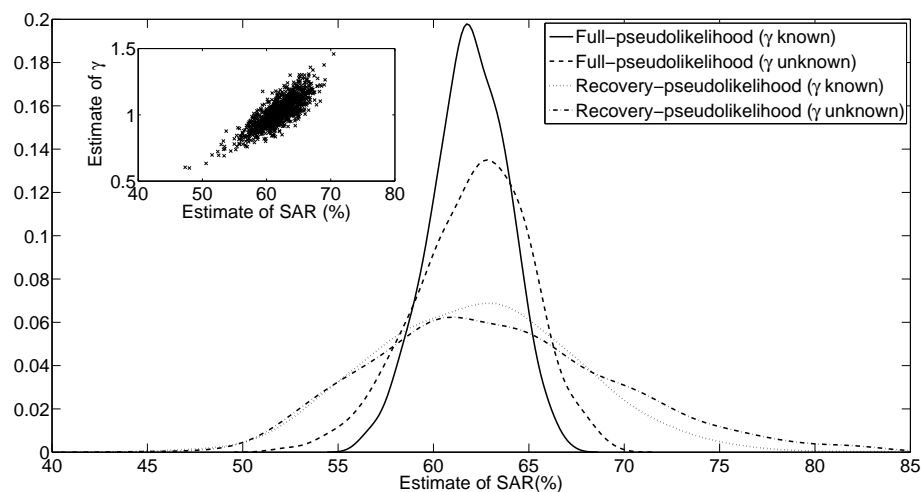 0.2
0.18
0.16
0.14
0.12
0.1
0.08
0.06
0.04
0.02
0
40 45 50 55 60 65 70 75 80 85
Estimate of SAR(%)
1.5
1
0.5
Estimate of γ
40 50 60 70 80
Estimate of SAR (%)
Full−pseudolikelihood (γ known)
Full−pseudolikelihood (γ unknown)
Recovery−pseudolikelihood (γ known)
Recovery−pseudolikelihood (γ unknown)